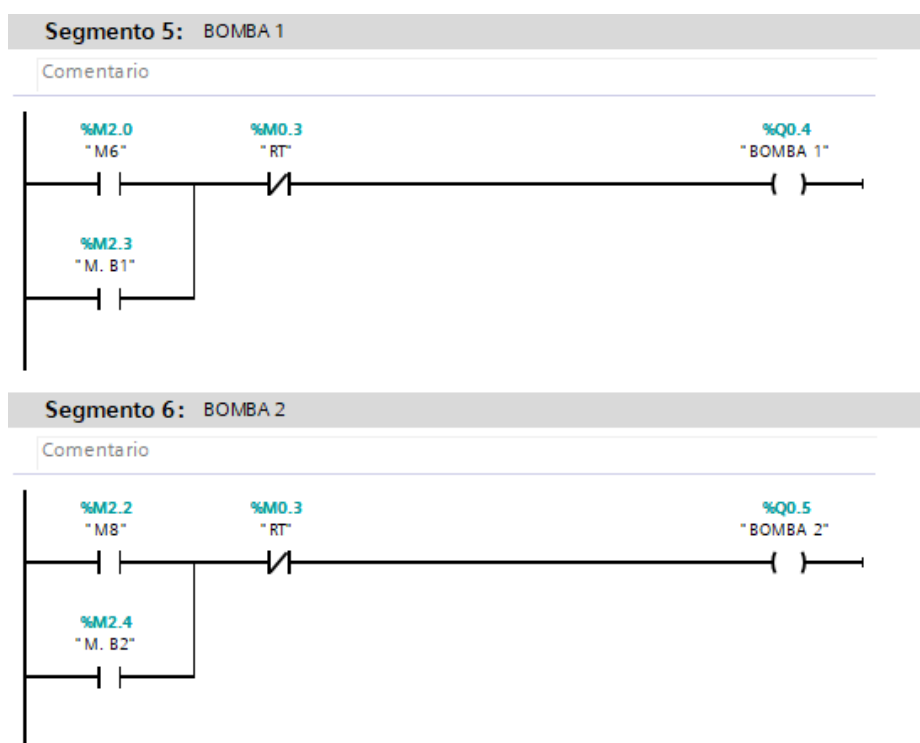 Segmento 5: BOMBA 1
Comentario
%M2.0 %M0.3 %Q0.4
"M6" "RT" "BOMBA 1"
%M2.3
"M. B1"
Segmento 6: BOMBA 2
Comentario
%M2.2 %M0.3 %Q0.5
"M8" "RT" "BOMBA 2"
%M2.4
"M. B2"